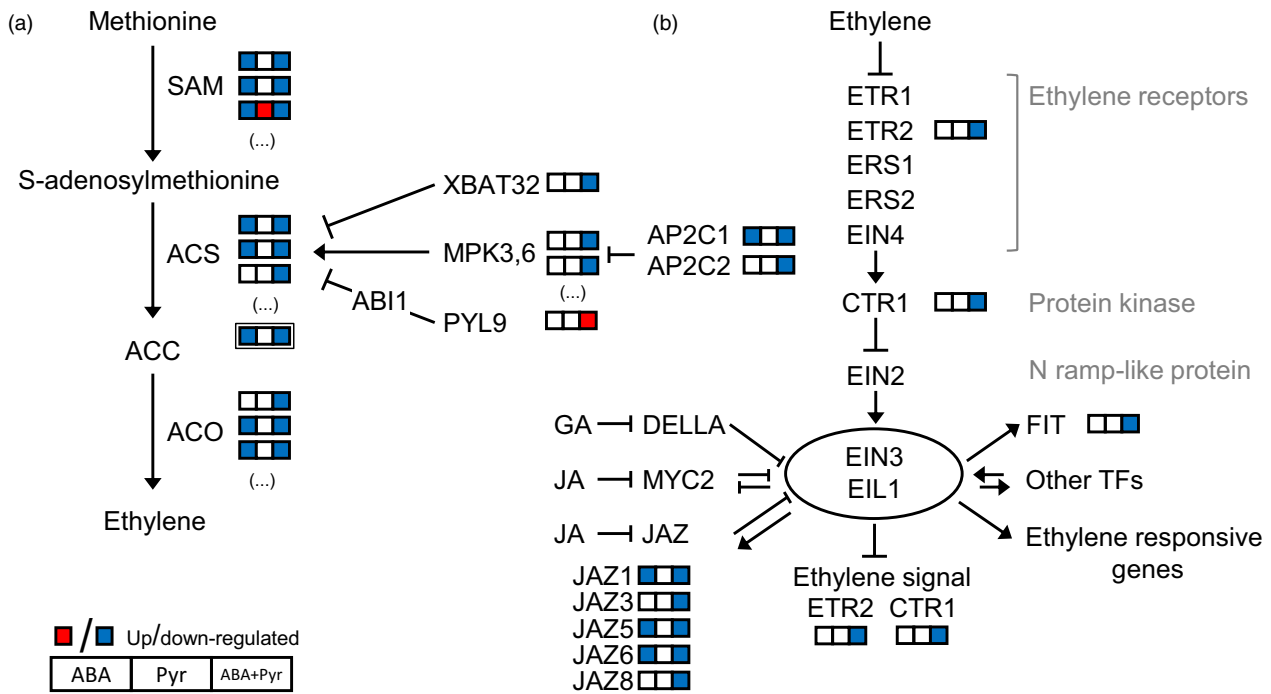 (a)
Methionine
SAM
(...)
S-adenosylmethionine
ACS
(...)
ACC
ACO
(...)
Ethylene
XBAT32
MPK3,6
(...)
ABI1
PYL9
AP2C1
AP2C2
/ Up/down-regulated
ABA Pyr ABA+Pyr
(b)
Ethylene
ETR1
ETR2
ERS1
ERS2
EIN4
Ethylene receptors
CTR1
Protein kinase
EIN2
N ramp-like protein
GA DELLA
JA MYC2
JA JAZ
JAZ1
JAZ3
JAZ5
JAZ6
JAZ8
EIN3
EIL1
FIT
Other TFs
Ethylene responsive
genes
Ethylene signal
ETR2 CTR1